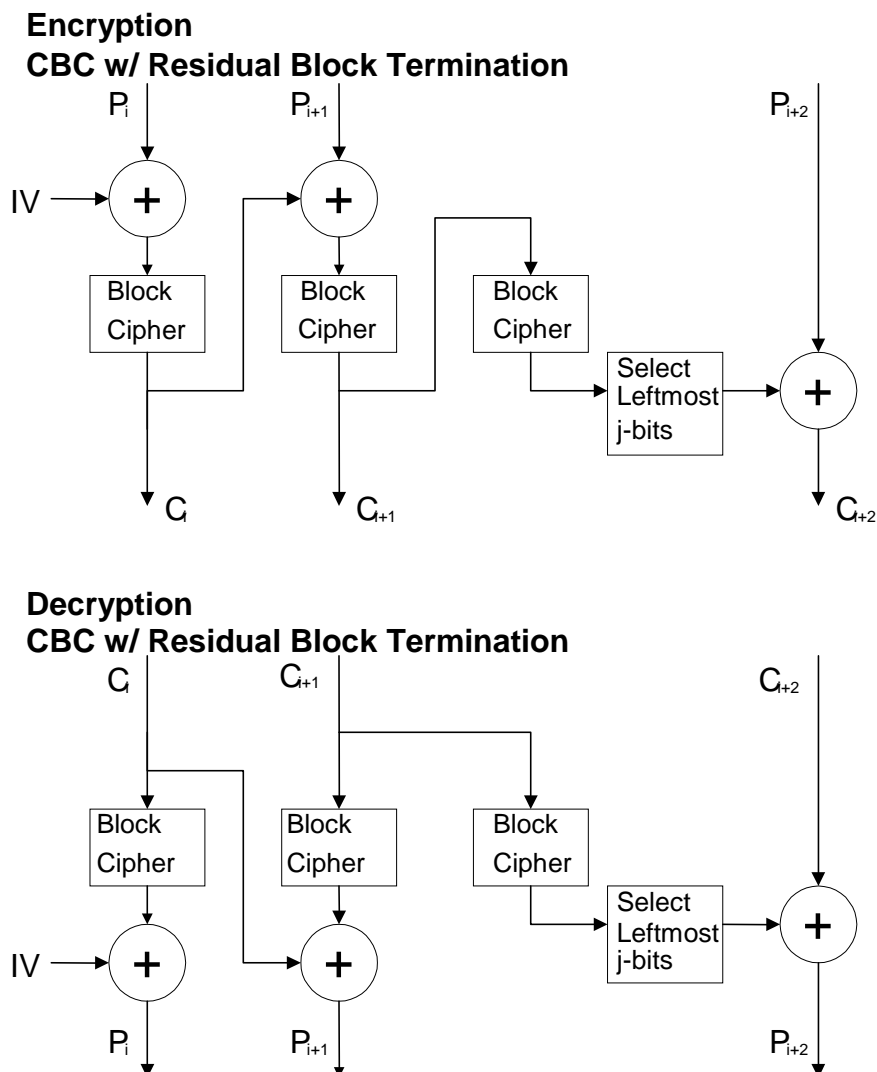 Encryption
CBC w/ Residual Block Termination
Pi Pi+1 Pi+2
IV + +
Block Cipher
Block Cipher
Block Cipher
Select Leftmost j-bits
+
Ci Ci+1 Ci+2
Decryption
CBC w/ Residual Block Termination
Ci Ci+1 Ci+2
Block Cipher
Block Cipher
Block Cipher
Select Leftmost j-bits
+
IV + +
Pi Pi+1 Pi+2